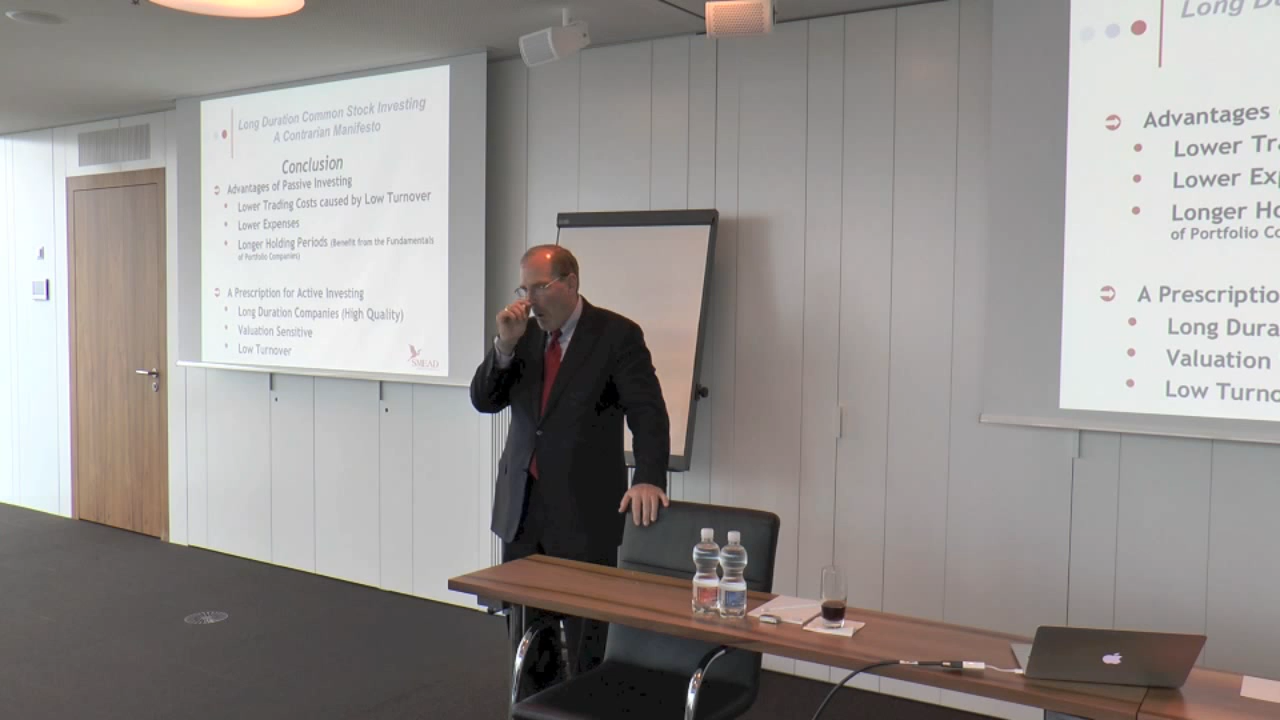 Long Duration Common Stock Investing
A Contrarian Manifesto
Conclusion
Advantages of Passive Investing
Lower Trading Costs caused by Low Turnover
Lower Expenses
Longer Holding Periods (Benefit from the Fundamentals
of Portfolio Companies)
A Prescription for Active Investing
Long Duration Companies (High Quality)
Valuation Sensitive
Low Turnover
SMEAD
Long Du
Advantages
Lower Tra
Lower Exp
Longer Ho
of Portfolio Co
A Prescriptio
Long Dura
Valuation
Low Turno